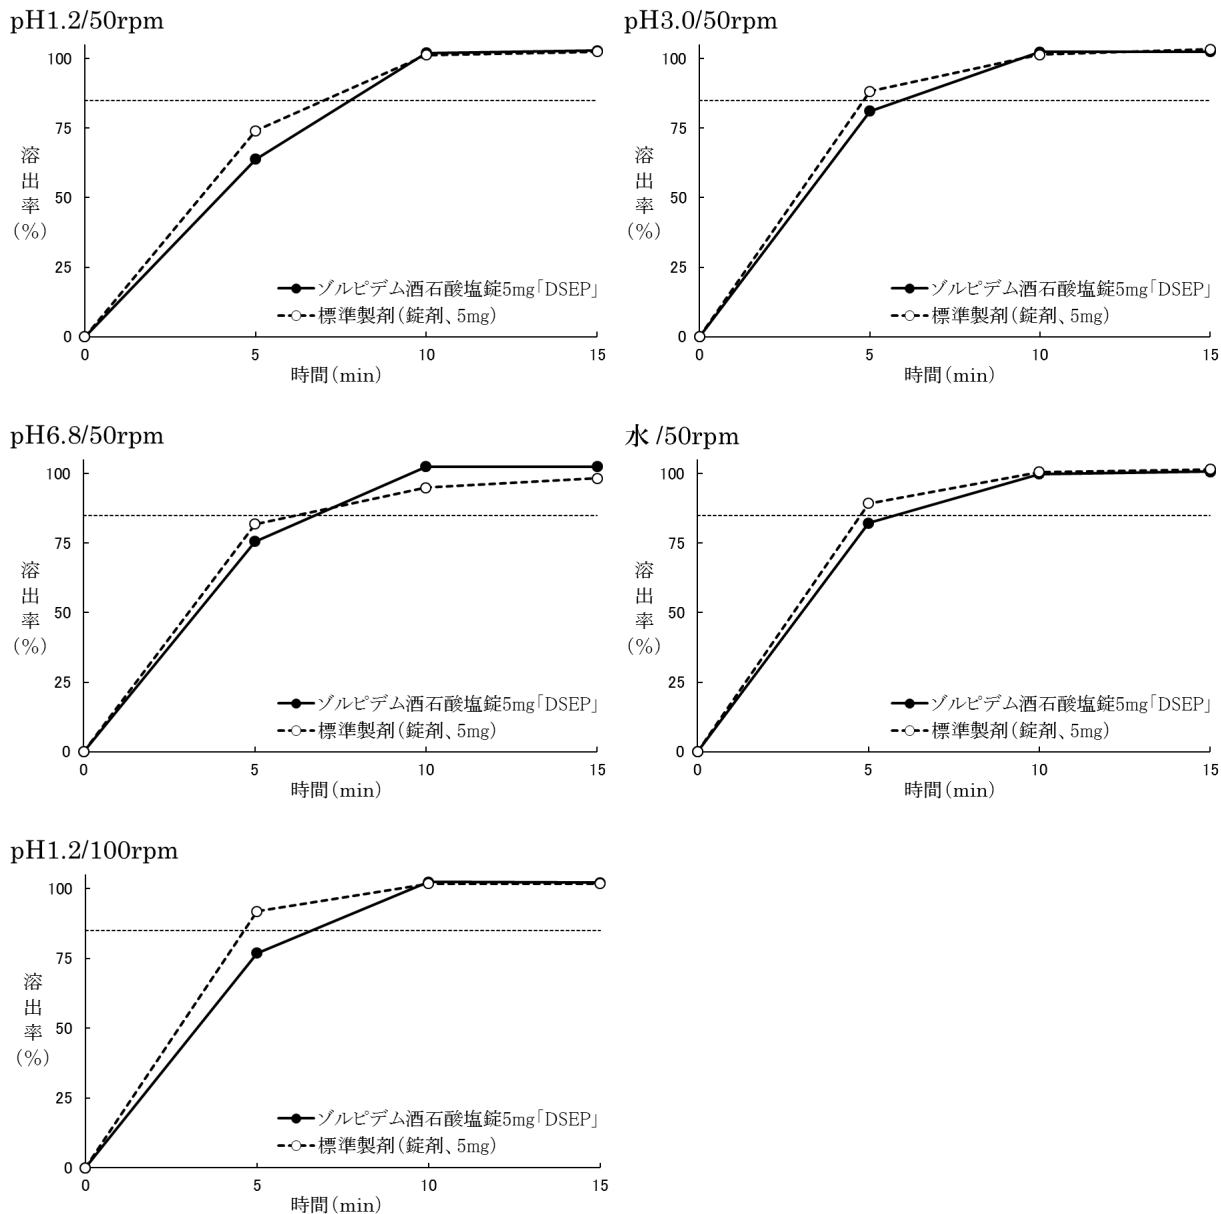 pH1.2/50rpm
100
75
50
25
0
溶出率(%)
ゾルピデム酒石酸塩錠5mg「DSEP」
標準製剤(錠剤、5mg)
0 5 10 15
時間(min)
pH3.0/50rpm
100
75
50
25
0
溶出率(%)
ゾルピデム酒石酸塩錠5mg「DSEP」
標準製剤(錠剤、5mg)
0 5 10 15
時間(min)
pH6.8/50rpm
100
75
50
25
0
溶出率(%)
ゾルピデム酒石酸塩錠5mg「DSEP」
標準製剤(錠剤、5mg)
0 5 10 15
時間(min)
水 /50rpm
100
75
50
25
0
溶出率(%)
ゾルピデム酒石酸塩錠5mg「DSEP」
標準製剤(錠剤、5mg)
0 5 10 15
時間(min)
pH1.2/100rpm
100
75
50
25
0
溶出率(%)
ゾルピデム酒石酸塩錠5mg「DSEP」
標準製剤(錠剤、5mg)
0 5 10 15
時間(min)